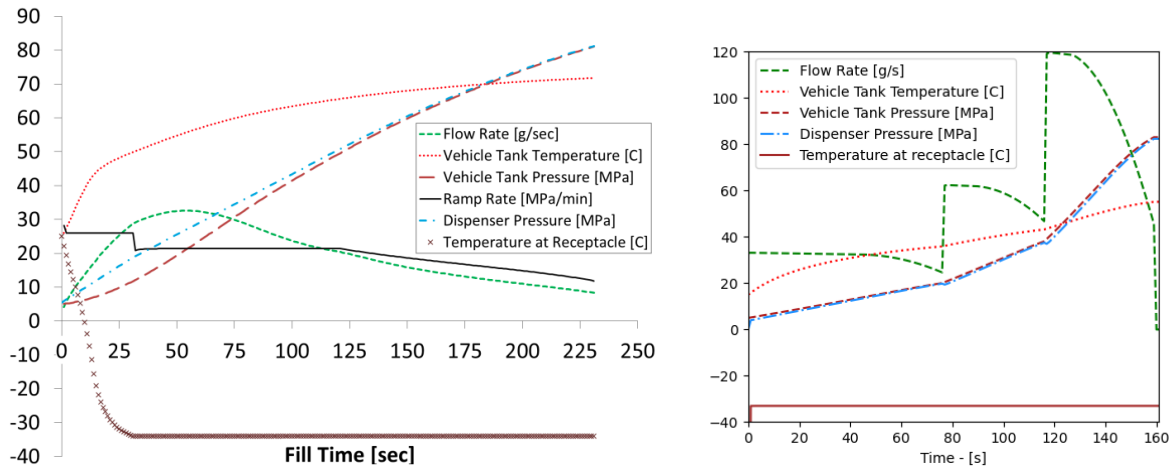 90
80
70
60
50
40
30
20
10
0
-10
-20
-30
-40
0 25 50 75 100 125 150 175 200 225 250
Fill Time [sec]
Flow Rate [g/sec]
Vehicle Tank Temperature [C]
Vehicle Tank Pressure [MPa]
Ramp Rate [MPa/min]
Dispenser Pressure [MPa]
Temperature at Receptacle [C]
120
100
80
60
40
20
0
−20
−40
0 20 40 60 80 100 120 140 160
Time - [s]
Flow Rate [g/s]
Vehicle Tank Temperature [C]
Vehicle Tank Pressure [MPa]
Dispenser Pressure [MPa]
Temperature at receptacle [C]